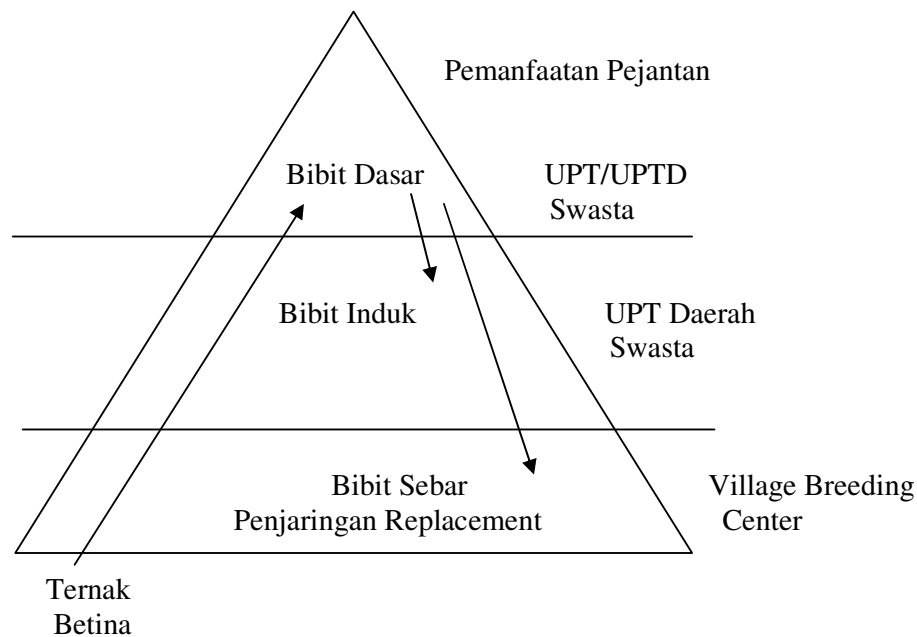 Pemanfaatan Pejantan
Bibit Dasar
UPT/UPTD
Swasta
Bibit Induk
UPT Daerah
Swasta
Bibit Sebar
Penjaringan Replacement
Village Breeding
Center
Ternak
Betina